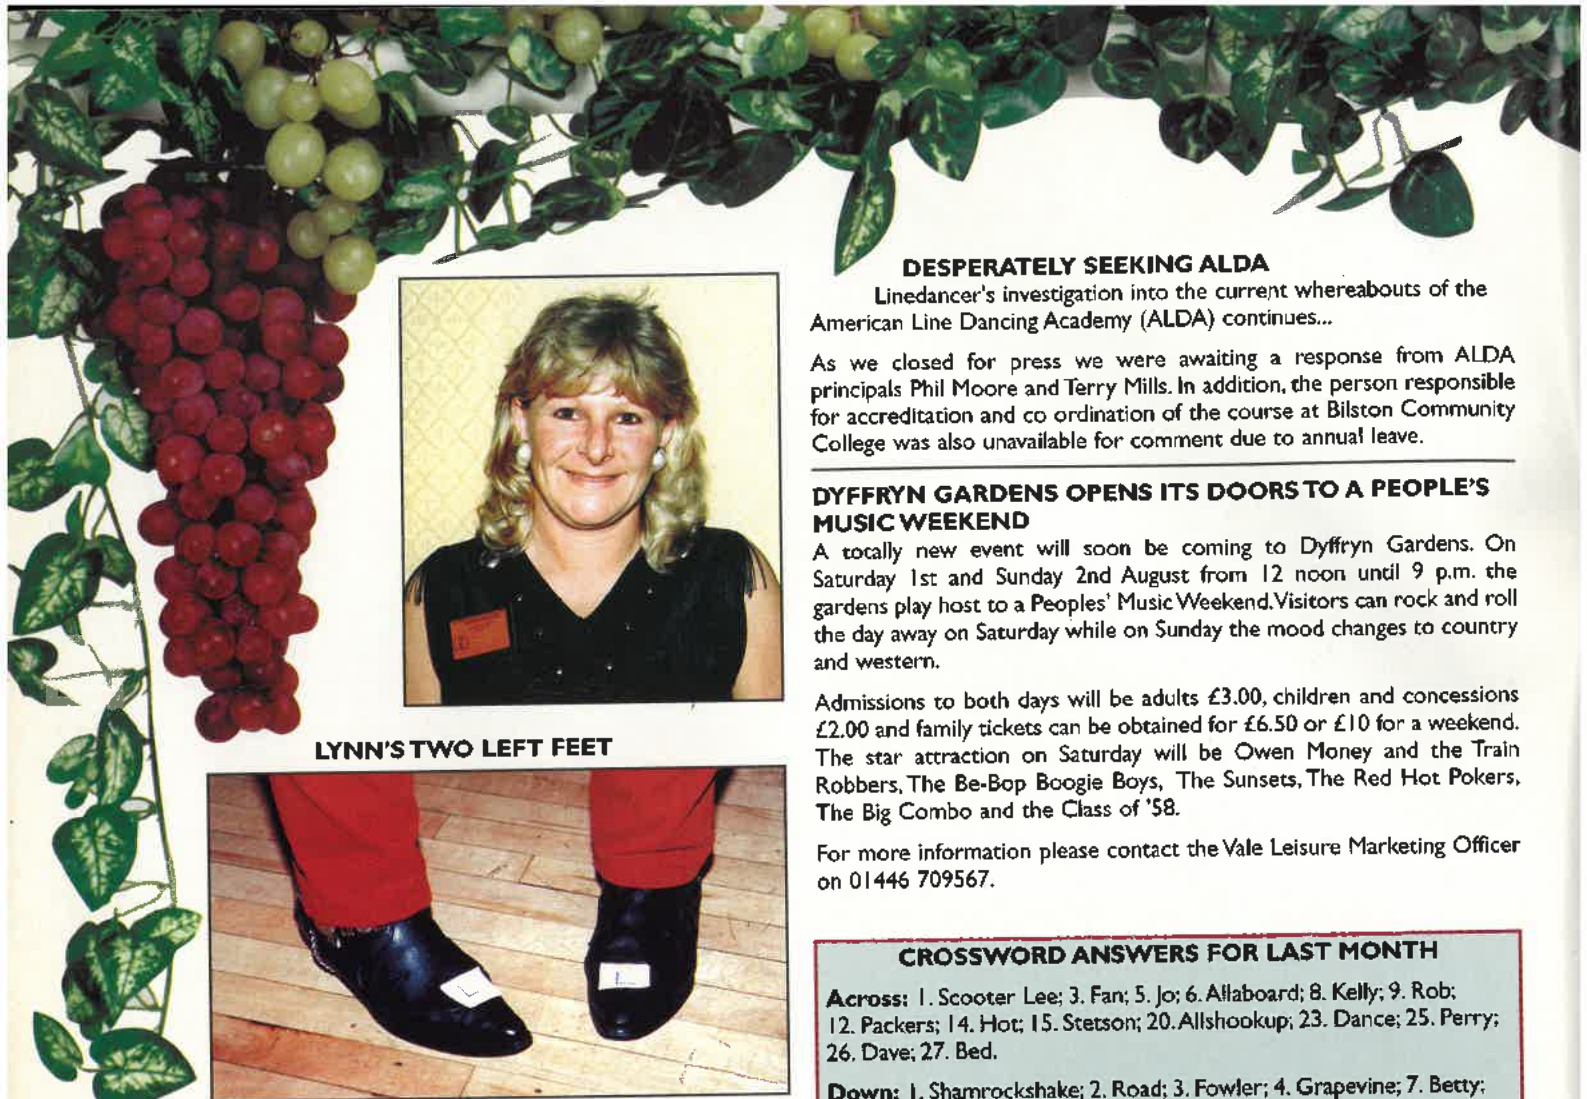 LYNN'S TWO LEFT FEET
L
L
DESPERATELY SEEKING ALDA
Linedancer's investigation into the current whereabouts of the
American Line Dancing Academy (ALDA) continues...
As we closed for press we were awaiting a response from ALDA
principals Phil Moore and Terry Mills. In addition, the person responsible
for accreditation and co ordination of the course at Bilston Community
College was also unavailable for comment due to annual leave.
DYFFRYN GARDENS OPENS ITS DOORS TO A PEOPLE'S
MUSIC WEEKEND
A totally new event will soon be coming to Dyffryn Gardens. On
Saturday 1st and Sunday 2nd August from 12 noon until 9 p.m. the
gardens play host to a Peoples' Music Weekend. Visitors can rock and roll
the day away on Saturday while on Sunday the mood changes to country
and western.
Admissions to both days will be adults £3.00, children and concessions
£2.00 and family tickets can be obtained for £6.50 or £10 for a weekend.
The star attraction on Saturday will be Owen Money and the Train
Robbers, The Be-Bop Boogie Boys, The Sunsets, The Red Hot Pokers,
The Big Combo and the Class of '58.
For more information please contact the Vale Leisure Marketing Officer
on 01446 709567.
CROSSWORD ANSWERS FOR LAST MONTH
Across: 1. Scooter Lee; 3. Fan; 5. Jo; 6. Allaboard; 8. Kelly; 9. Rob;
12. Packers; 14. Hot; 15. Stetson; 20. Allshookup; 23. Dance; 25. Perry;
26. Dave; 27. Bed.
Down: 1. Shamrockshake; 2. Road; 3. Fowler; 4. Grapevine; 7. Betty;